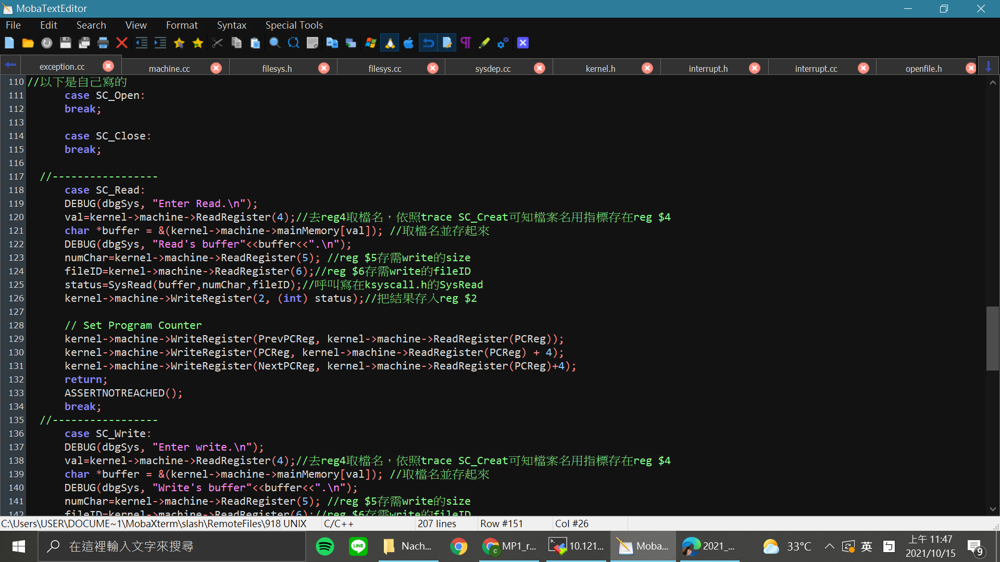 MobaTextEditor
File Edit Search View Format Syntax Special Tools
exception.cc machine.cc filesys.h filesys.cc sysdep.cc kernel.h interrupt.h interrupt.cc openfile.h
110 //以下是自己寫的
111 case SC_Open:
112 break;
113
114 case SC_Close:
115 break;
116
117 //-----------------
118 case SC_Read:
119 DEBUG(dbgSys, "Enter Read.\n");
120 val=kernel->machine->ReadRegister(4);//去reg4取檔名，依照trace SC_Creat可知檔案名用指標存在reg $4
121 char *buffer = &(kernel->machine->mainMemory[val]); //取檔名並存起來
122 DEBUG(dbgSys, "Read's buffer"<<buffer<<".\n");
123 numChar=kernel->machine->ReadRegister(5); //reg $5存需write的size
124 fileID=kernel->machine->ReadRegister(6);//reg $6存需write的fileID
125 status=SysRead(buffer,numChar,fileID);//呼叫寫在ksyscall.h的SysRead
126 kernel->machine->WriteRegister(2, (int) status);//把結果存入reg $2
127
128 // Set Program Counter
129 kernel->machine->WriteRegister(PrevPCReg, kernel->machine->ReadRegister(PCReg));
130 kernel->machine->WriteRegister(PCReg, kernel->machine->ReadRegister(PCReg) + 4);
131 kernel->machine->WriteRegister(NextPCReg, kernel->machine->ReadRegister(PCReg)+4);
132 return;
133 ASSERTNOTREACHED();
134 break;
135 //-----------------
136 case SC_Write:
137 DEBUG(dbgSys, "Enter write.\n");
138 val=kernel->machine->ReadRegister(4);//去reg4取檔名，依照trace SC_Creat可知檔案名用指標存在reg $4
139 char *buffer = &(kernel->machine->mainMemory[val]); //取檔名並存起來
140 DEBUG(dbgSys, "Write's buffer"<<buffer<<".\n");
141 numChar=kernel->machine->ReadRegister(5); //reg $5存需write的size
142 fileID=kernel->machine->ReadRegister(6);//reg $6存需write的fileID
C:\Users\USER\DOCUME~1\MobaXterm\slash\RemoteFiles\918 UNIX C/C++ 207 lines Row #151 Col #26
在這裡輸入文字來搜尋 LINE Nach... MP1_r... 10.121... Moba... 2021_... 33°C 英 ㄅ 上午 11:47
2021/10/15 9